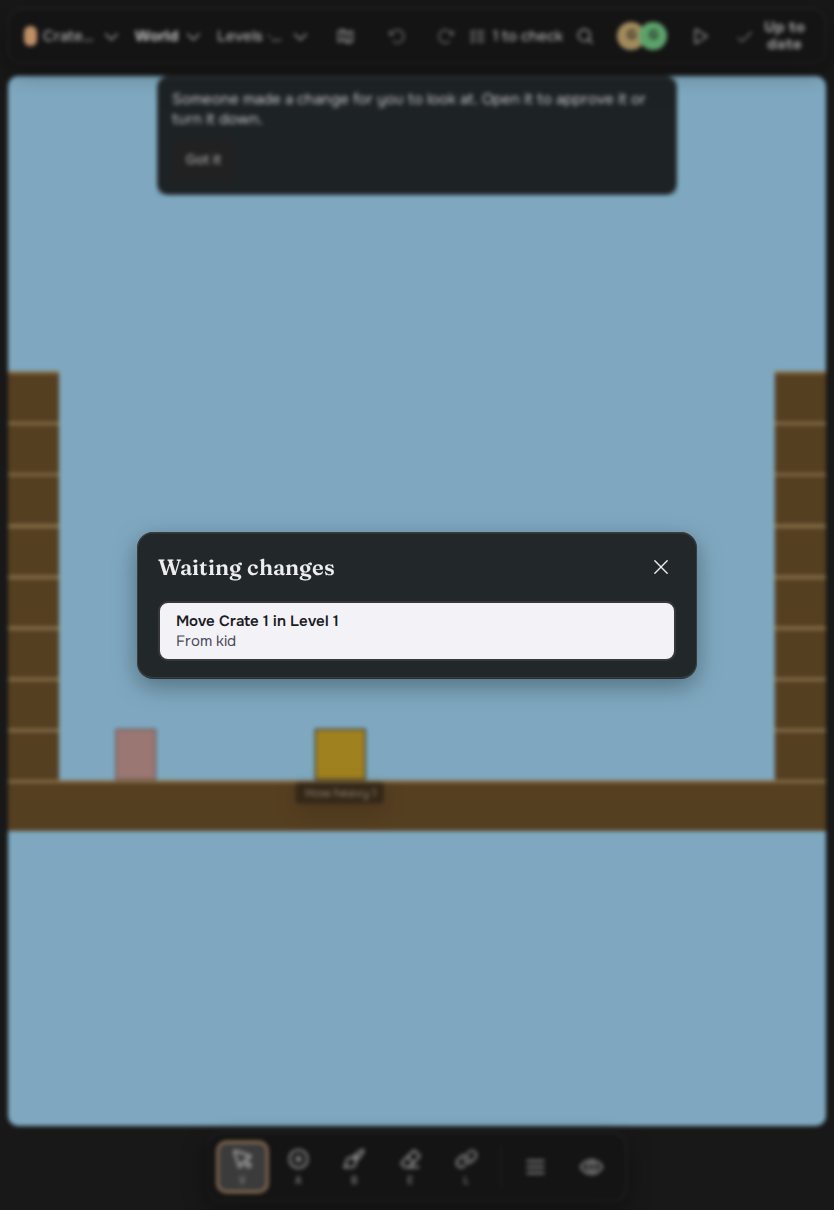 Crate...
World
Levels ·...
1 to check
Up to
date
Someone made a change for you to look at. Open it to approve it or
turn it down.
Got it
Waiting changes
Move Crate 1 in Level 1
From kid
How heavy?
V
A
B
E
L